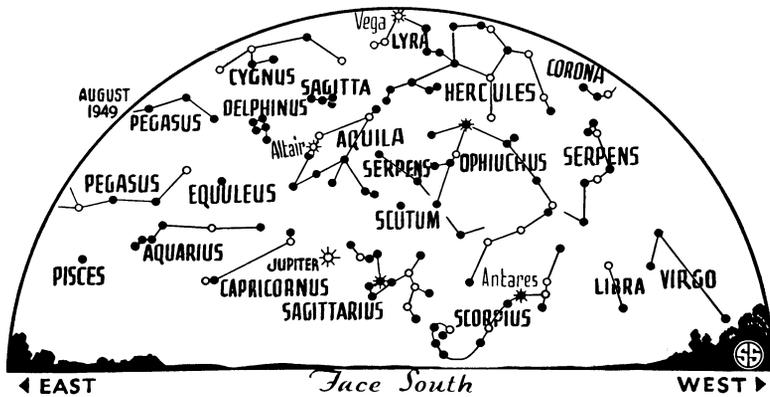 Vega
LYRA
CYGNUS
CORONA
SAGITTA
HERCULES
AUGUST
1949
DELPHINUS
PEGASUS
AQUILA
Altair
SERPENS
OPHIUCHUS
SERPENS
PEGASUS
EQUULEUS
SCUTUM
AQUARIUS
JUPITER
PISCES
CAPRICORNUS
Antares
LIBRA
VIRGO
SAGITTARIUS
SCORPIUS
SS
EAST
Face South
WEST